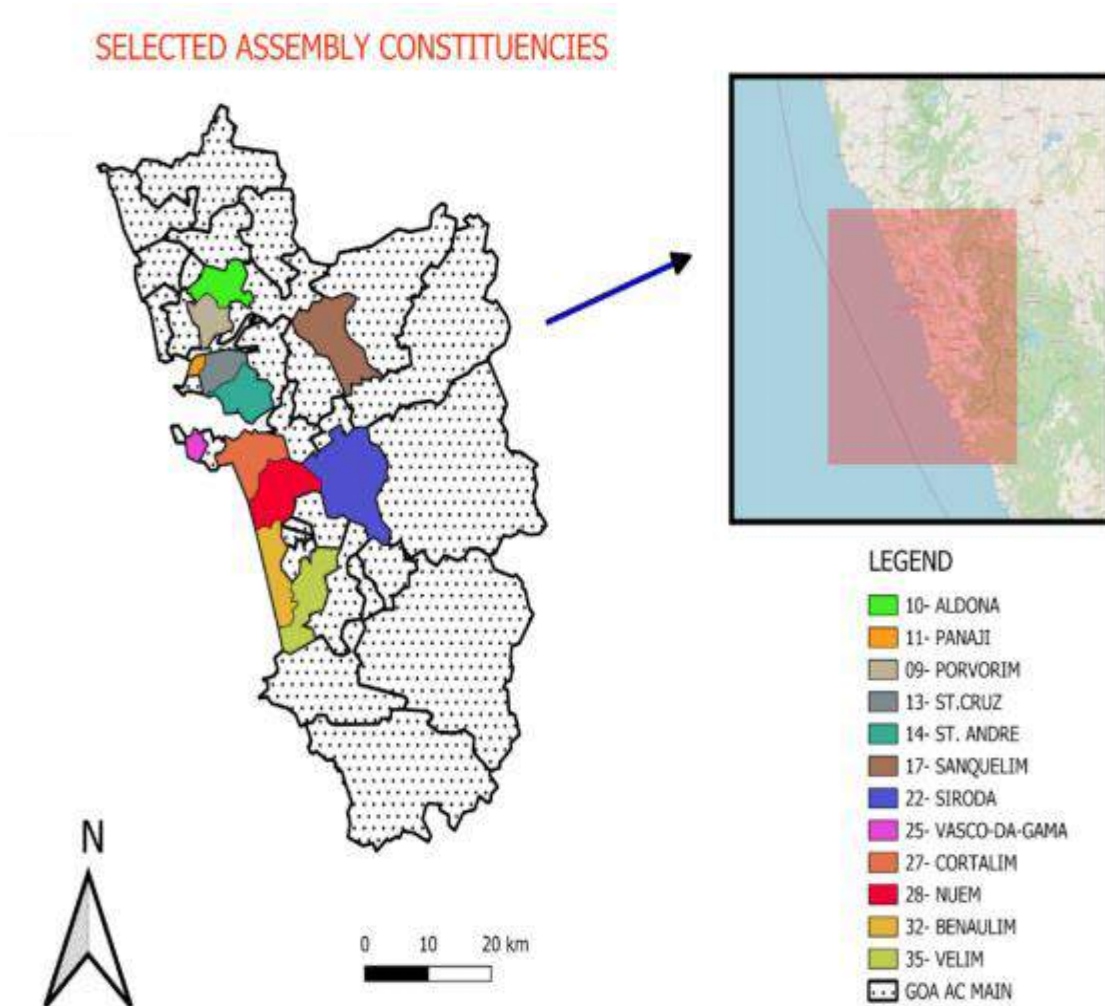 SELECTED ASSEMBLY CONSTITUENCIES
LEGEND
10- ALDONA
11- PANAJI
09- PORVORIM
13- ST.CRUZ
14- ST. ANDRE
17- SANQUELIM
22- SIRODA
25- VASCO-DA-GAMA
27- CORTALIM
28- NUEM
32- BENAULIM
35- VELIM
GOA AC MAIN
N
0 10 20 km